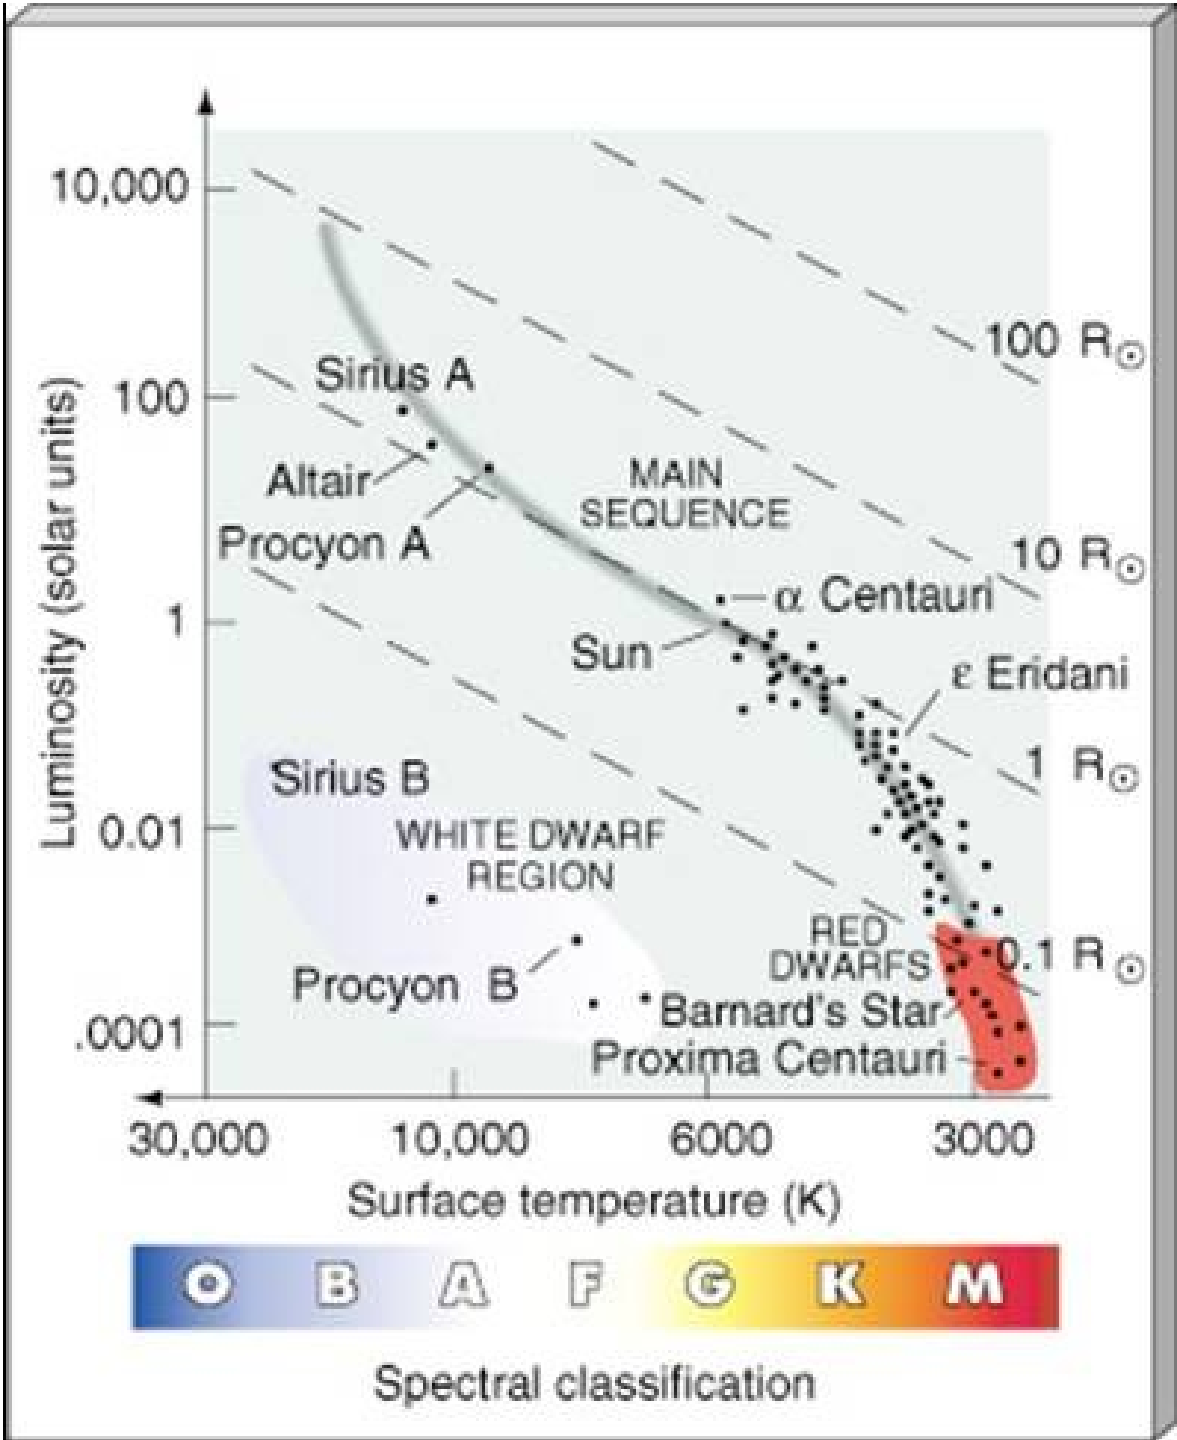 10,000
100 R☉
Sirius A
100
MAIN
SEQUENCE
Altair
Procyon A
10 R☉
α Centauri
1
Sun
ε Eridani
1 R☉
Sirius B
0.01
WHITE DWARF
REGION
RED
DWARFS
0.1 R☉
Procyon B
Barnard's Star
.0001
Proxima Centauri
30,000 10,000 6000 3000
Surface temperature (K)
Luminosity (solar units)
O B A F G K M
Spectral classification